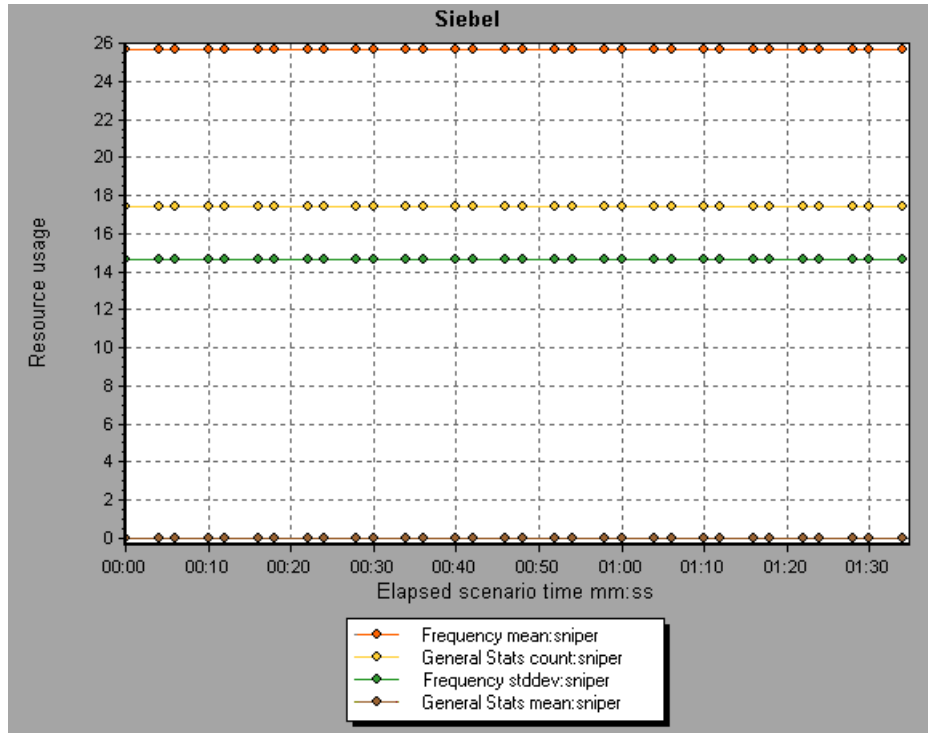 Siebel
26
24
22
20
18
16
14
12
10
8
6
4
2
0
Resource usage
00:00 00:10 00:20 00:30 00:40 00:50 01:00 01:10 01:20 01:30
Elapsed scenario time mm:ss
Frequency mean:sniper
General Stats count:sniper
Frequency stddev:sniper
General Stats mean:sniper